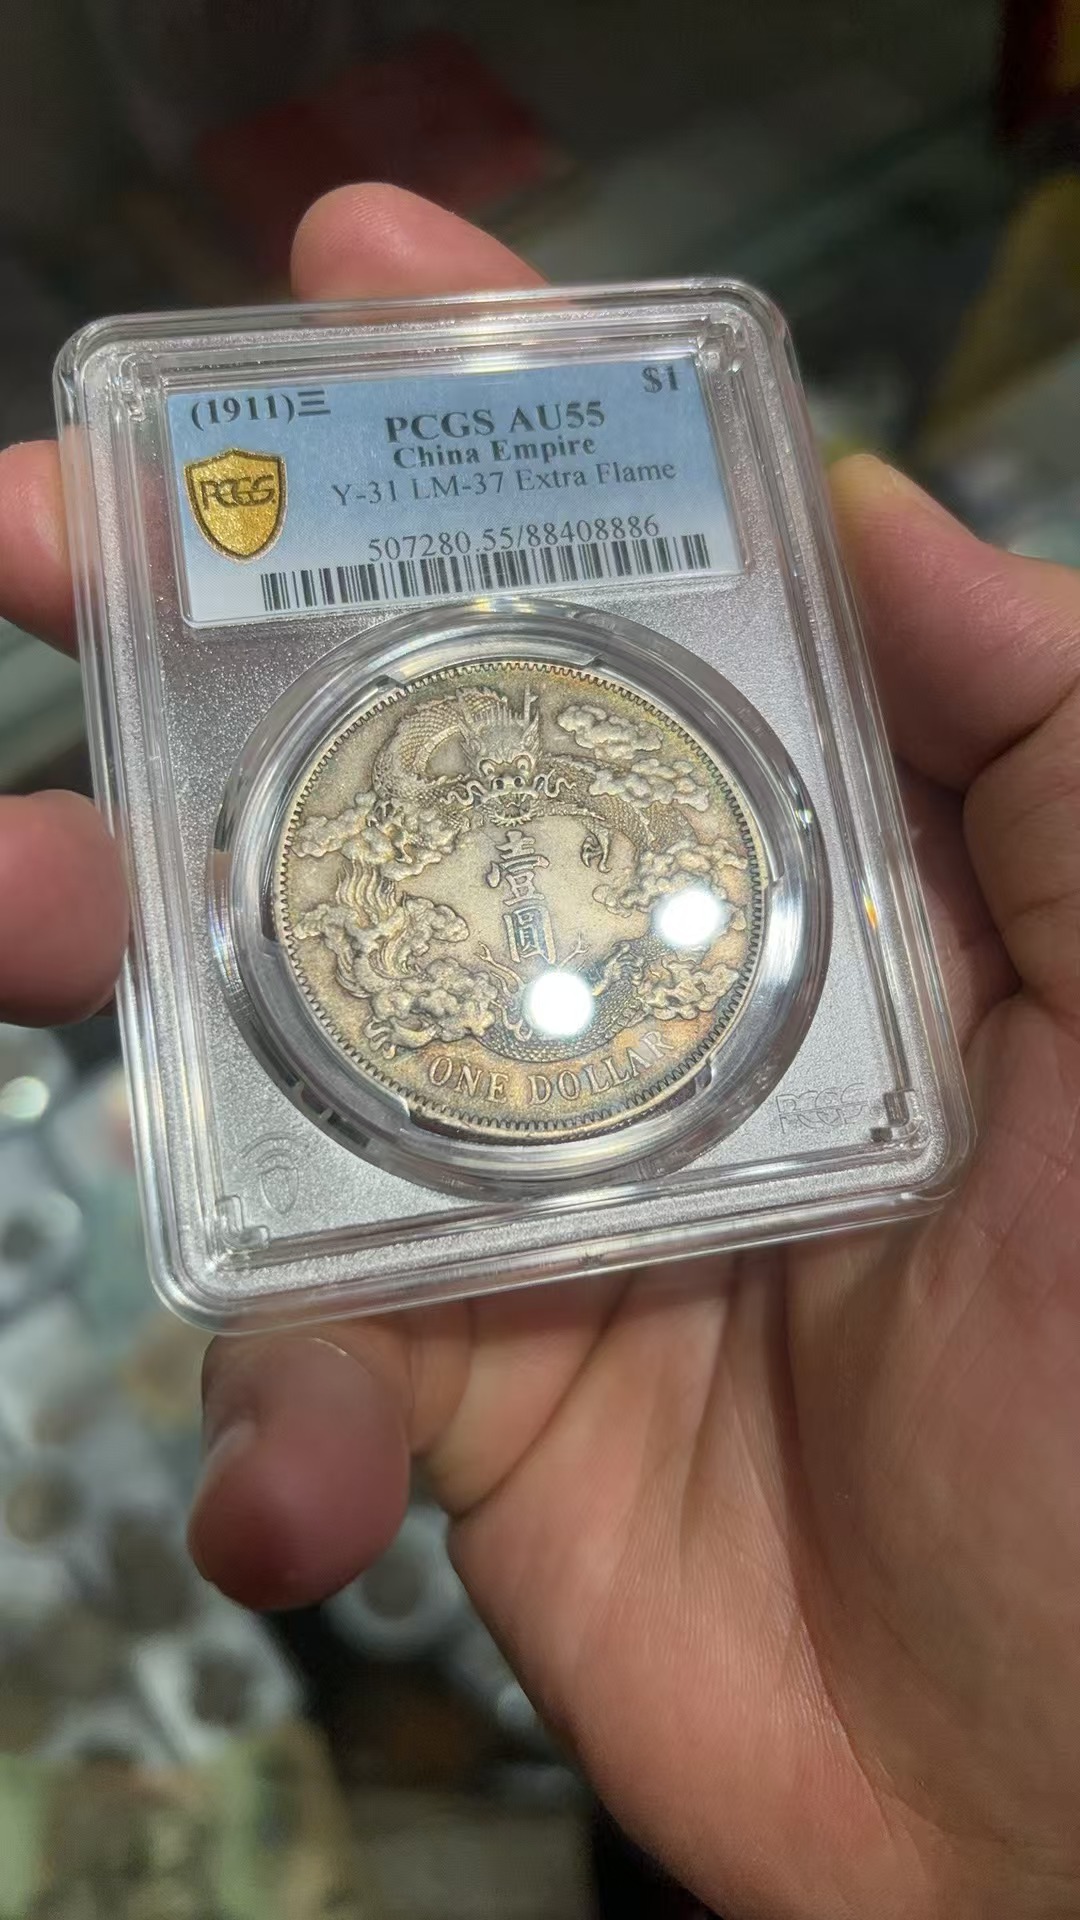 (1911)三 $1
PCGS AU55
China Empire
Y-31 LM-37 Extra Flame
507280.55/88408886
PCGS
壹
圓
ONE DOLLAR
PCGS